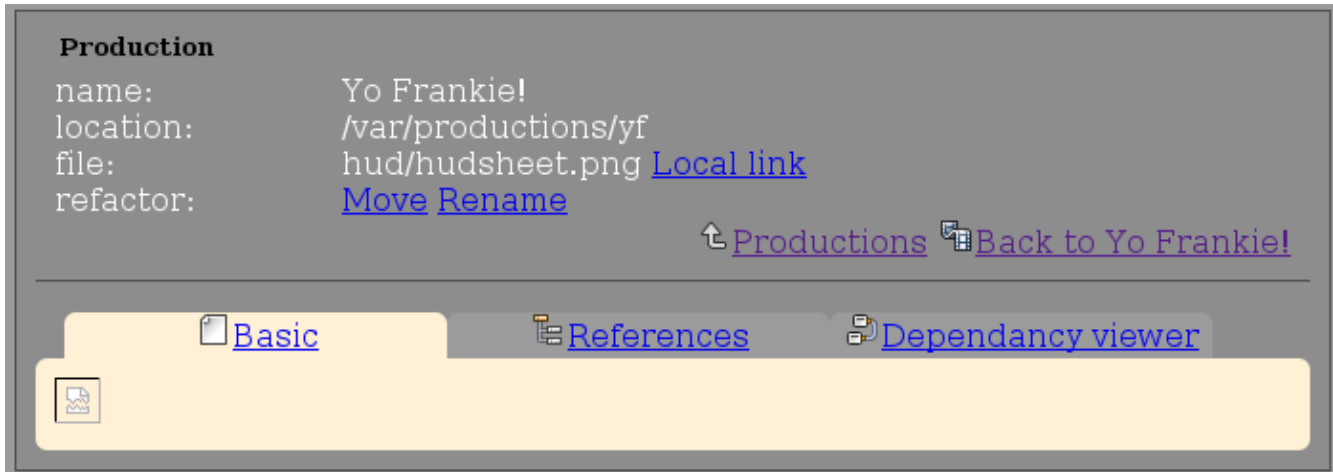 Production
name: Yo Frankie!
location: /var/productions/yf
file: hud/hudsheet.png Local link
refactor: Move Rename
Productions Back to Yo Frankie!
Basic References Dependancy viewer